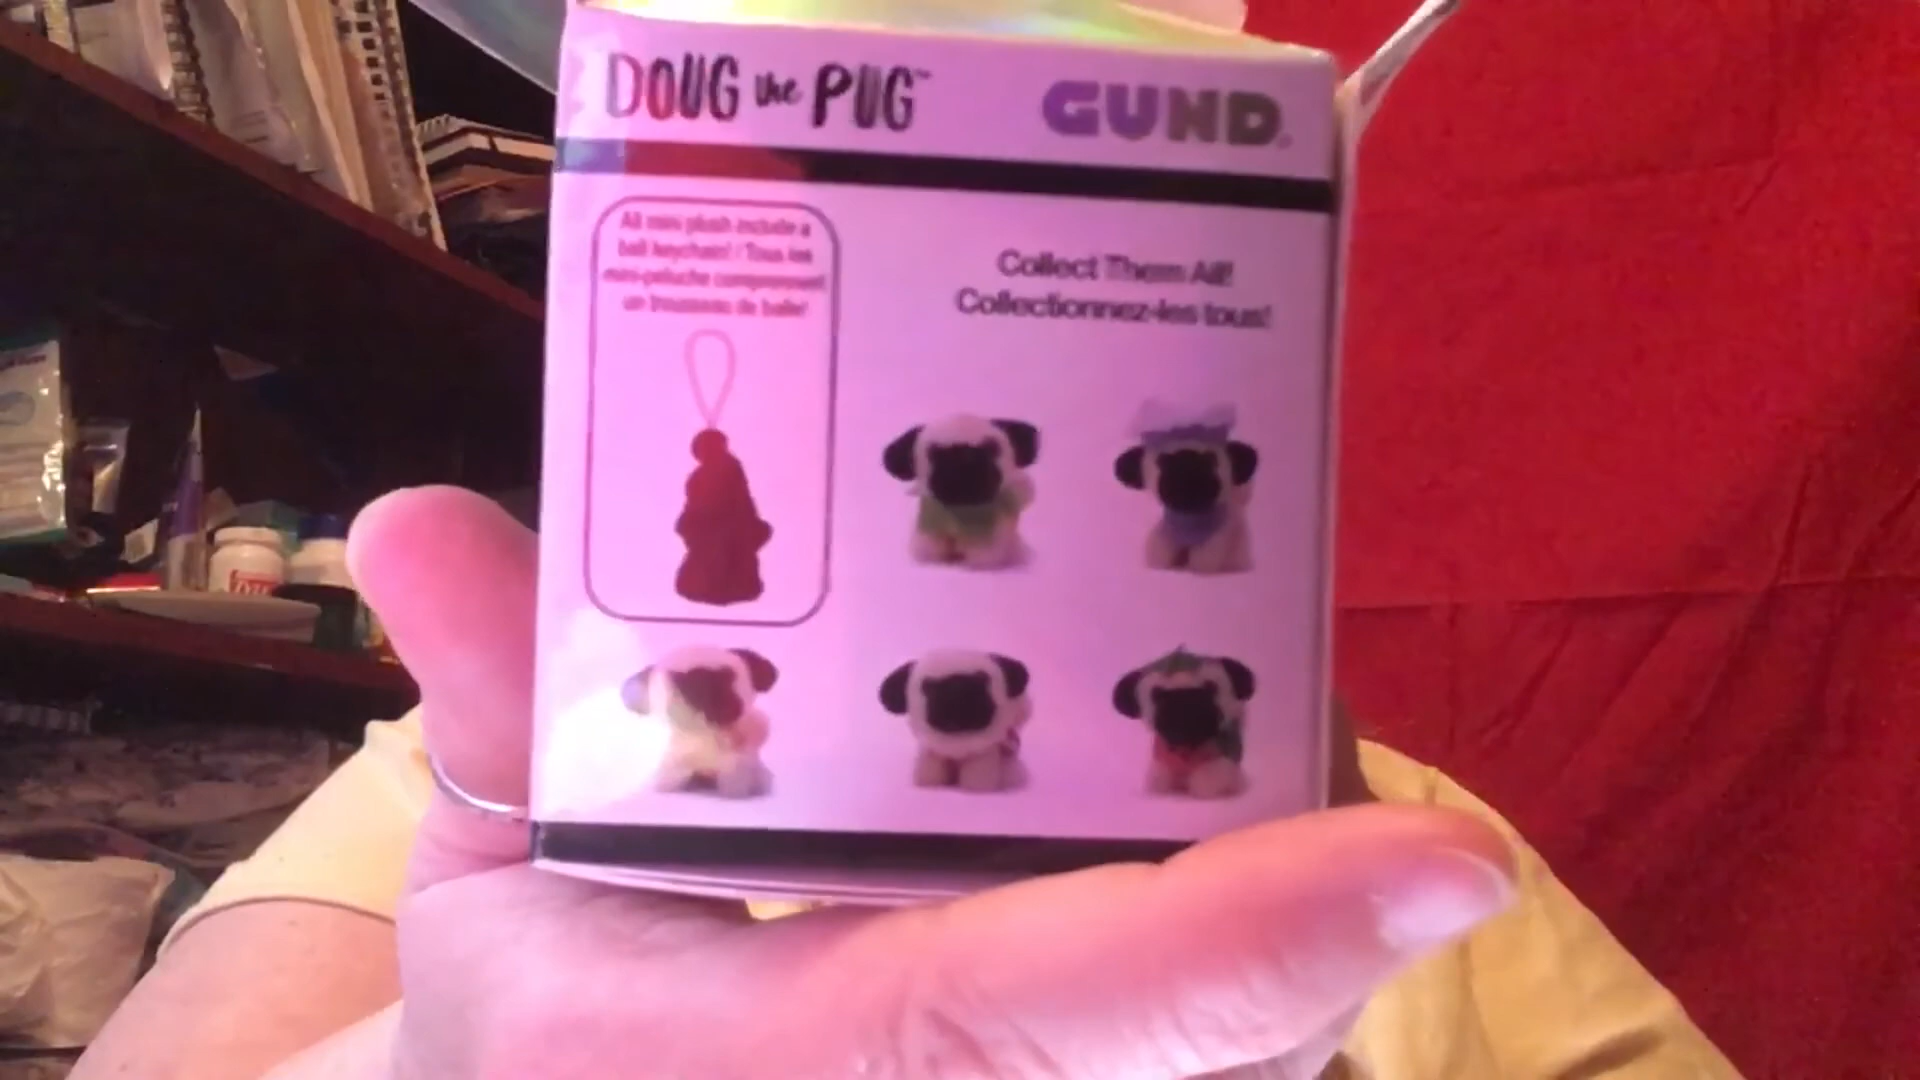 DOUG the PUG™
GUND®
All mini plush include a
ball keychain! / Tous les
mini-peluche comprennent
un trousseau de balle!
Collect Them All!
Collectionnez-les tous!